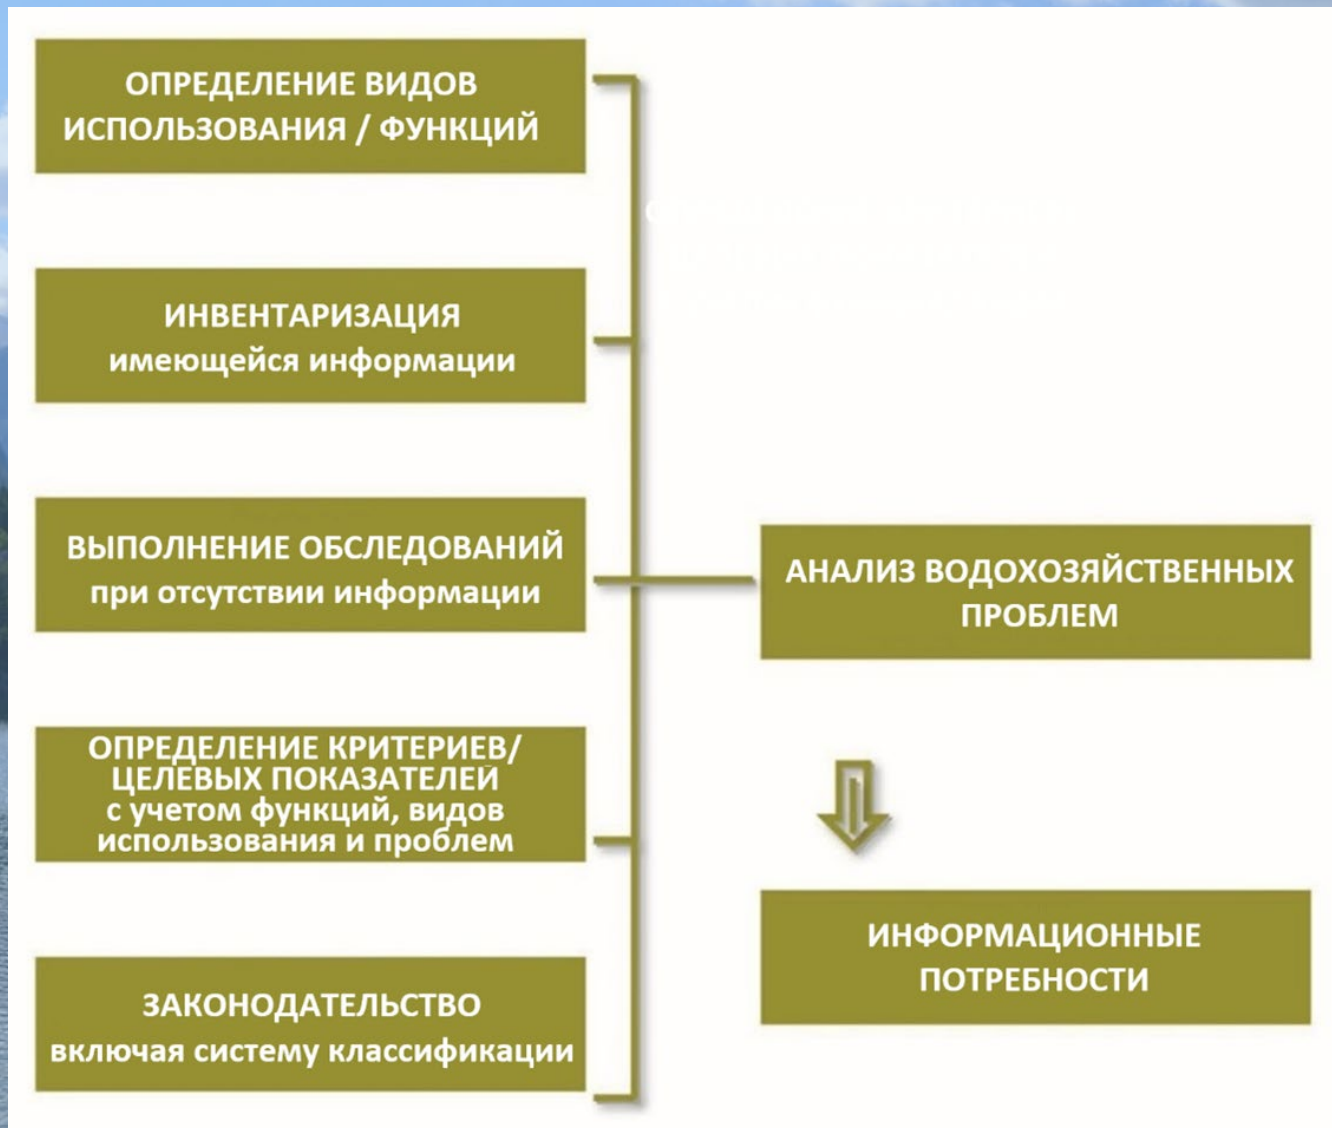 ОПРЕДЕЛЕНИЕ ВИДОВ
ИСПОЛЬЗОВАНИЯ / ФУНКЦИЙ
ИНВЕНТАРИЗАЦИЯ
имеющейся информации
ВЫПОЛНЕНИЕ ОБСЛЕДОВАНИЙ
при отсутствии информации
ОПРЕДЕЛЕНИЕ КРИТЕРИЕВ/
ЦЕЛЕВЫХ ПОКАЗАТЕЛЕЙ
с учетом функций, видов
использования и проблем
ЗАКОНОДАТЕЛЬСТВО
включая систему классификации
АНАЛИЗ ВОДОХОЗЯЙСТВЕННЫХ
ПРОБЛЕМ
ИНФОРМАЦИОННЫЕ
ПОТРЕБНОСТИ